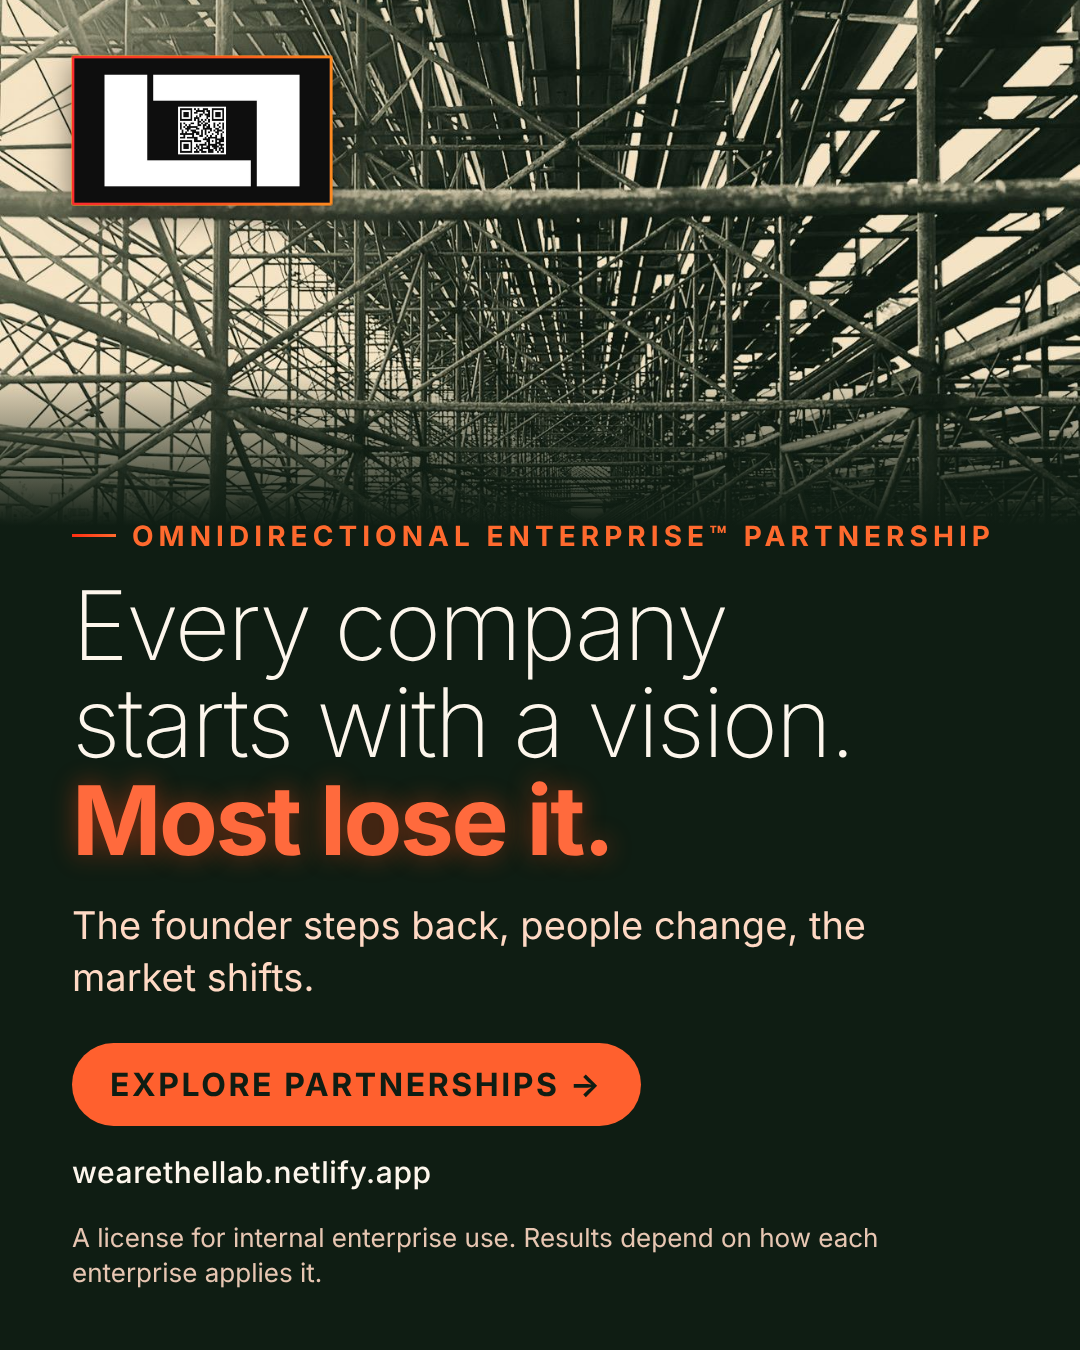 OMNIDIRECTIONAL ENTERPRISE™ PARTNERSHIP
Every company
starts with a vision.
Most lose it.
The founder steps back, people change, the
market shifts.
EXPLORE PARTNERSHIPS →
wearethellab.netlify.app
A license for internal enterprise use. Results depend on how each
enterprise applies it.